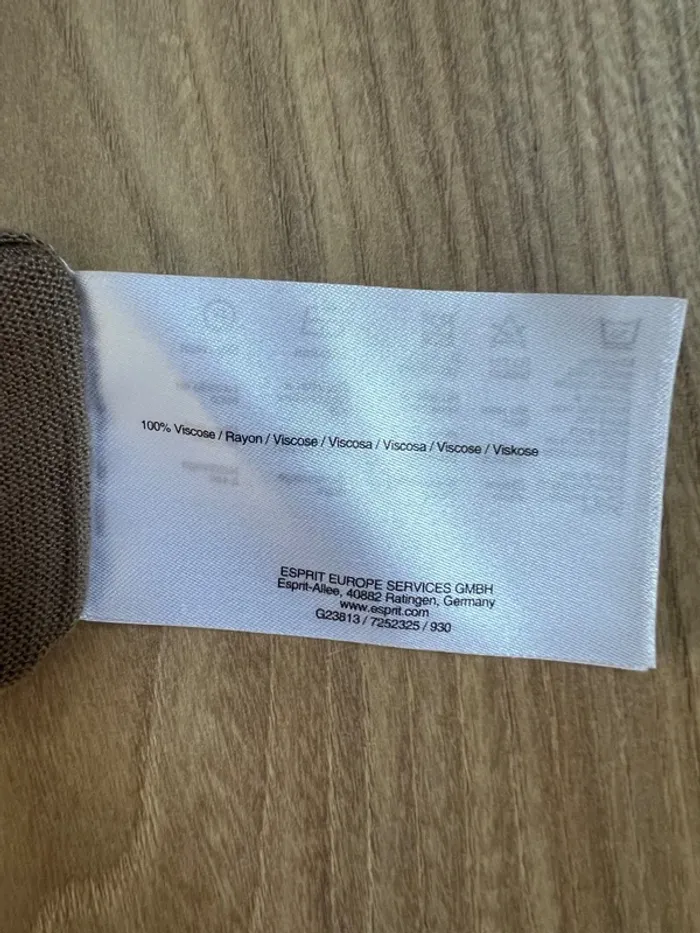 100% Viscose / Rayon / Viscose / Viscosa / Viscosa / Viscose / Viskose
ESPRIT EUROPE SERVICES GMBH
Esprit-Allee, 40882 Ratingen, Germany
www.esprit.com
G23813 / 7252325 / 930